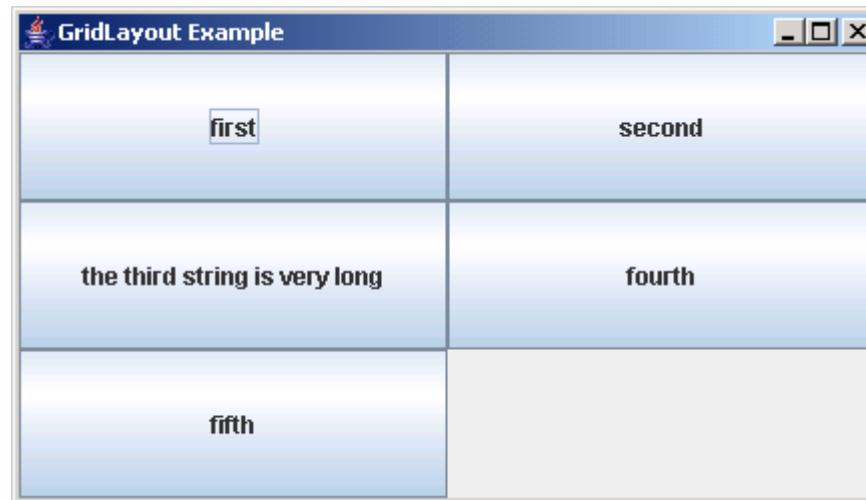 GridLayout Example
first
second
the third string is very long
fourth
fifth